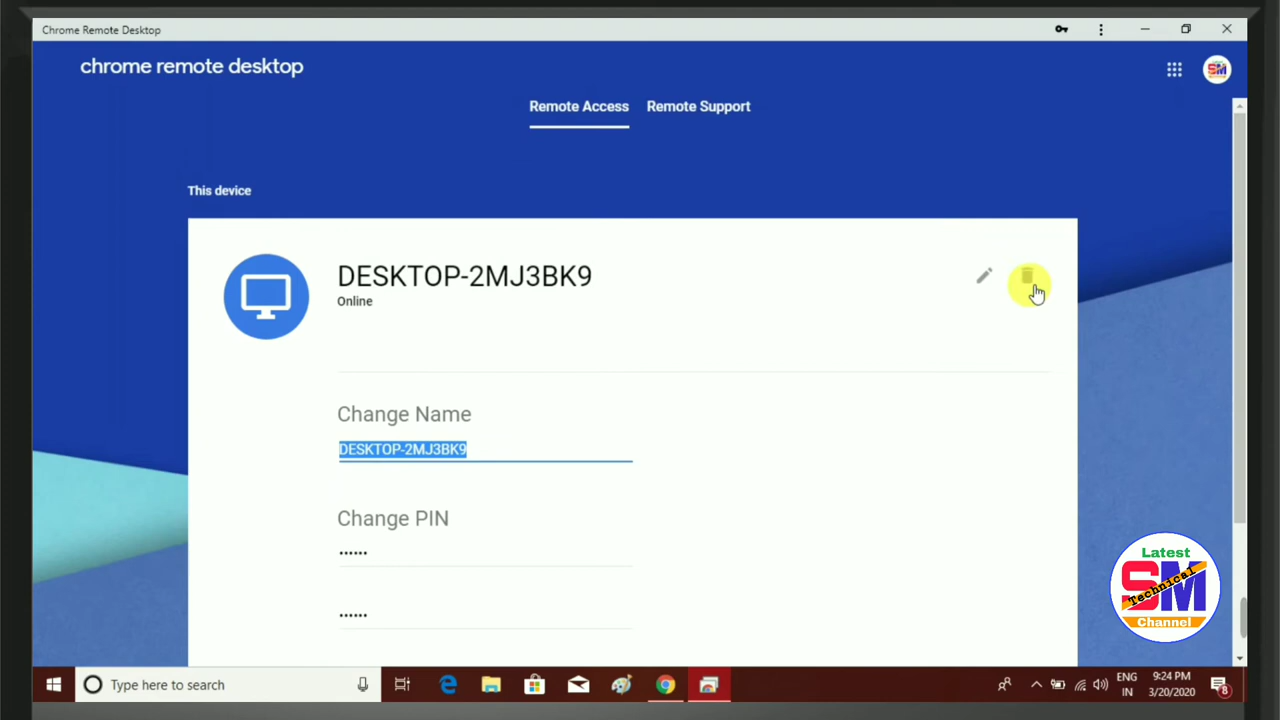 Chrome Remote Desktop
chrome remote desktop
SM
Remote Access
Remote Support
This device
DESKTOP-2MJ3BK9
Online
Change Name
DESKTOP-2MJ3BK9
Change PIN
••••••
••••••
Latest
SM
Technical
Channel
Type here to search
ENG
IN
9:24 PM
3/20/2020
8